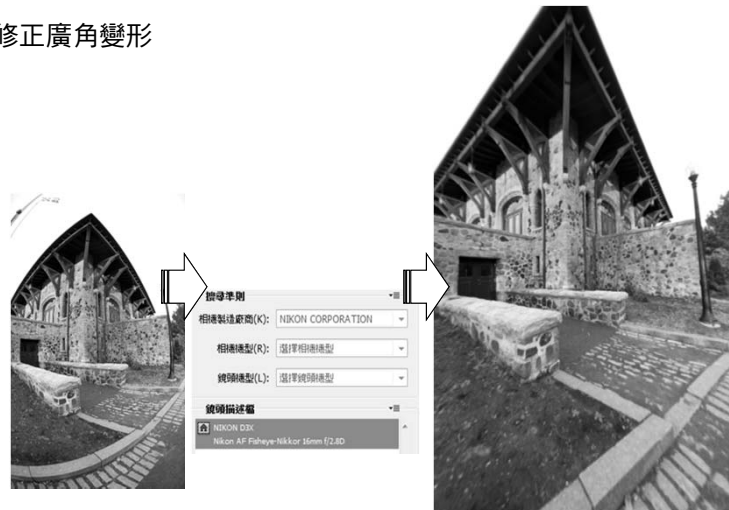 修正廣角變形
搜尋準則
相機製造廠商(K): NIKON CORPORATION
相機機型(R): 選擇相機機型
鏡頭機型(L): 選擇鏡頭機型
鏡頭描述檔
NIKON D3X
Nikon AF Fisheye-Nikkor 16mm f/2.8D